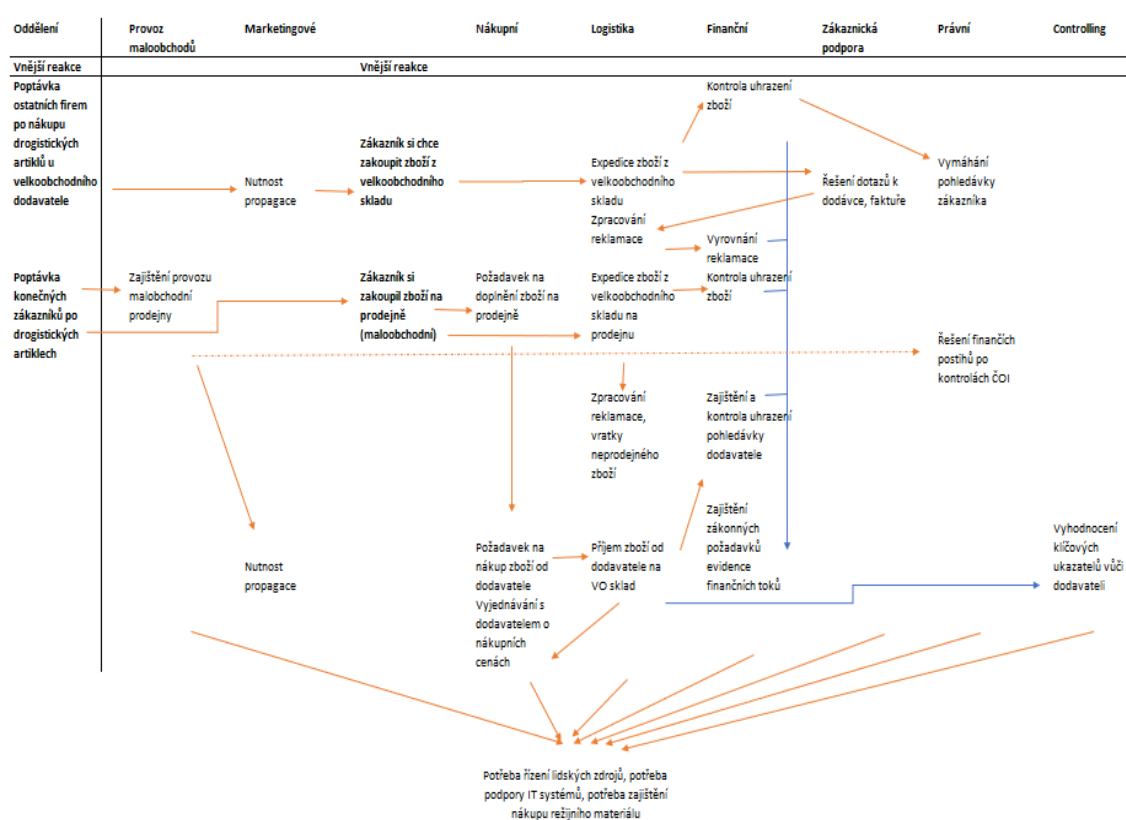 Oddělení
Provoz
maloobchodů
Marketingové
Nákupní
Logistika
Finanční
Zákaznická
podpora
Právní
Controlling
Vnější reakce
Vnější reakce
Poptávka
ostatních firem
po nákupu
drogistických
artiklů u
velkoobchodního
dodavatele
Nutnost
propagace
Zákazník si chce
zakoupit zboží z
velkoobchodního
skladu
Expedice zboží z
velkoobchodního
skladu
Zpracování
reklamace
Kontrola uhrazení
zboží
Řešení dotazů k
dodávce, faktuře
Vymáhání
pohledávky
zákazníka
Vyrovnání
reklamace
Poptávka
konečných
zákazníků po
drogistických
artiklech
Zajištění provozu
malobchodní
prodejny
Zákazník si
zakoupil zboží na
prodejně
(maloobchodní)
Požadavek na
doplnění zboží na
prodejně
Expedice zboží z
velkoobchodního
skladu na
prodejnu
Kontrola uhrazení
zboží
Řešení finančích
postihů po
kontrolách ČOI
Zpracování
reklamace,
vratky
neprodejného
zboží
Zajištění a
kontrola uhrazení
pohledávky
dodavatele
Nutnost
propagace
Požadavek na
nákup zboží od
dodavatele
Vyjednávání s
dodavatelem o
nákupních
cenách
Příjem zboží od
dodavatele na
VO sklad
Zajištění
zákonných
požadavků
evidence
finančních toků
Vyhodnocení
klíčových
ukazatelů vůči
dodavateli
Potřeba řízení lidských zdrojů, potřeba
podpory IT systémů, potřeba zajištění
nákupu režijního materiálu